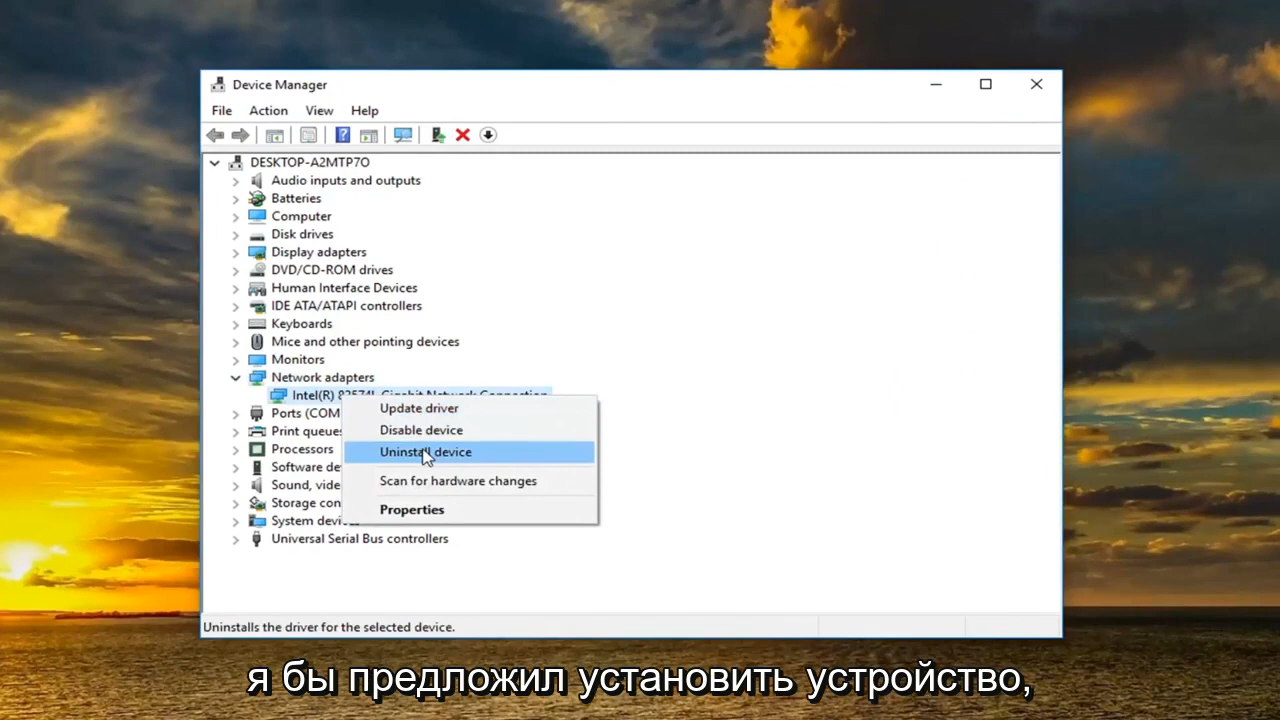 Device Manager
File Action View Help
DESKTOP-A2MTP7O
Audio inputs and outputs
Batteries
Computer
Disk drives
Display adapters
DVD/CD-ROM drives
Human Interface Devices
IDE ATA/ATAPI controllers
Keyboards
Mice and other pointing devices
Monitors
Network adapters
Intel(R) 82574L Gigabit Network Connection
Ports (COM
Print queues
Processors
Software de
Sound, vide
Storage con
System devi
Universal Serial Bus controllers
Update driver
Disable device
Uninstall device
Scan for hardware changes
Properties
Uninstalls the driver for the selected device.
я бы предложил установить устройство,